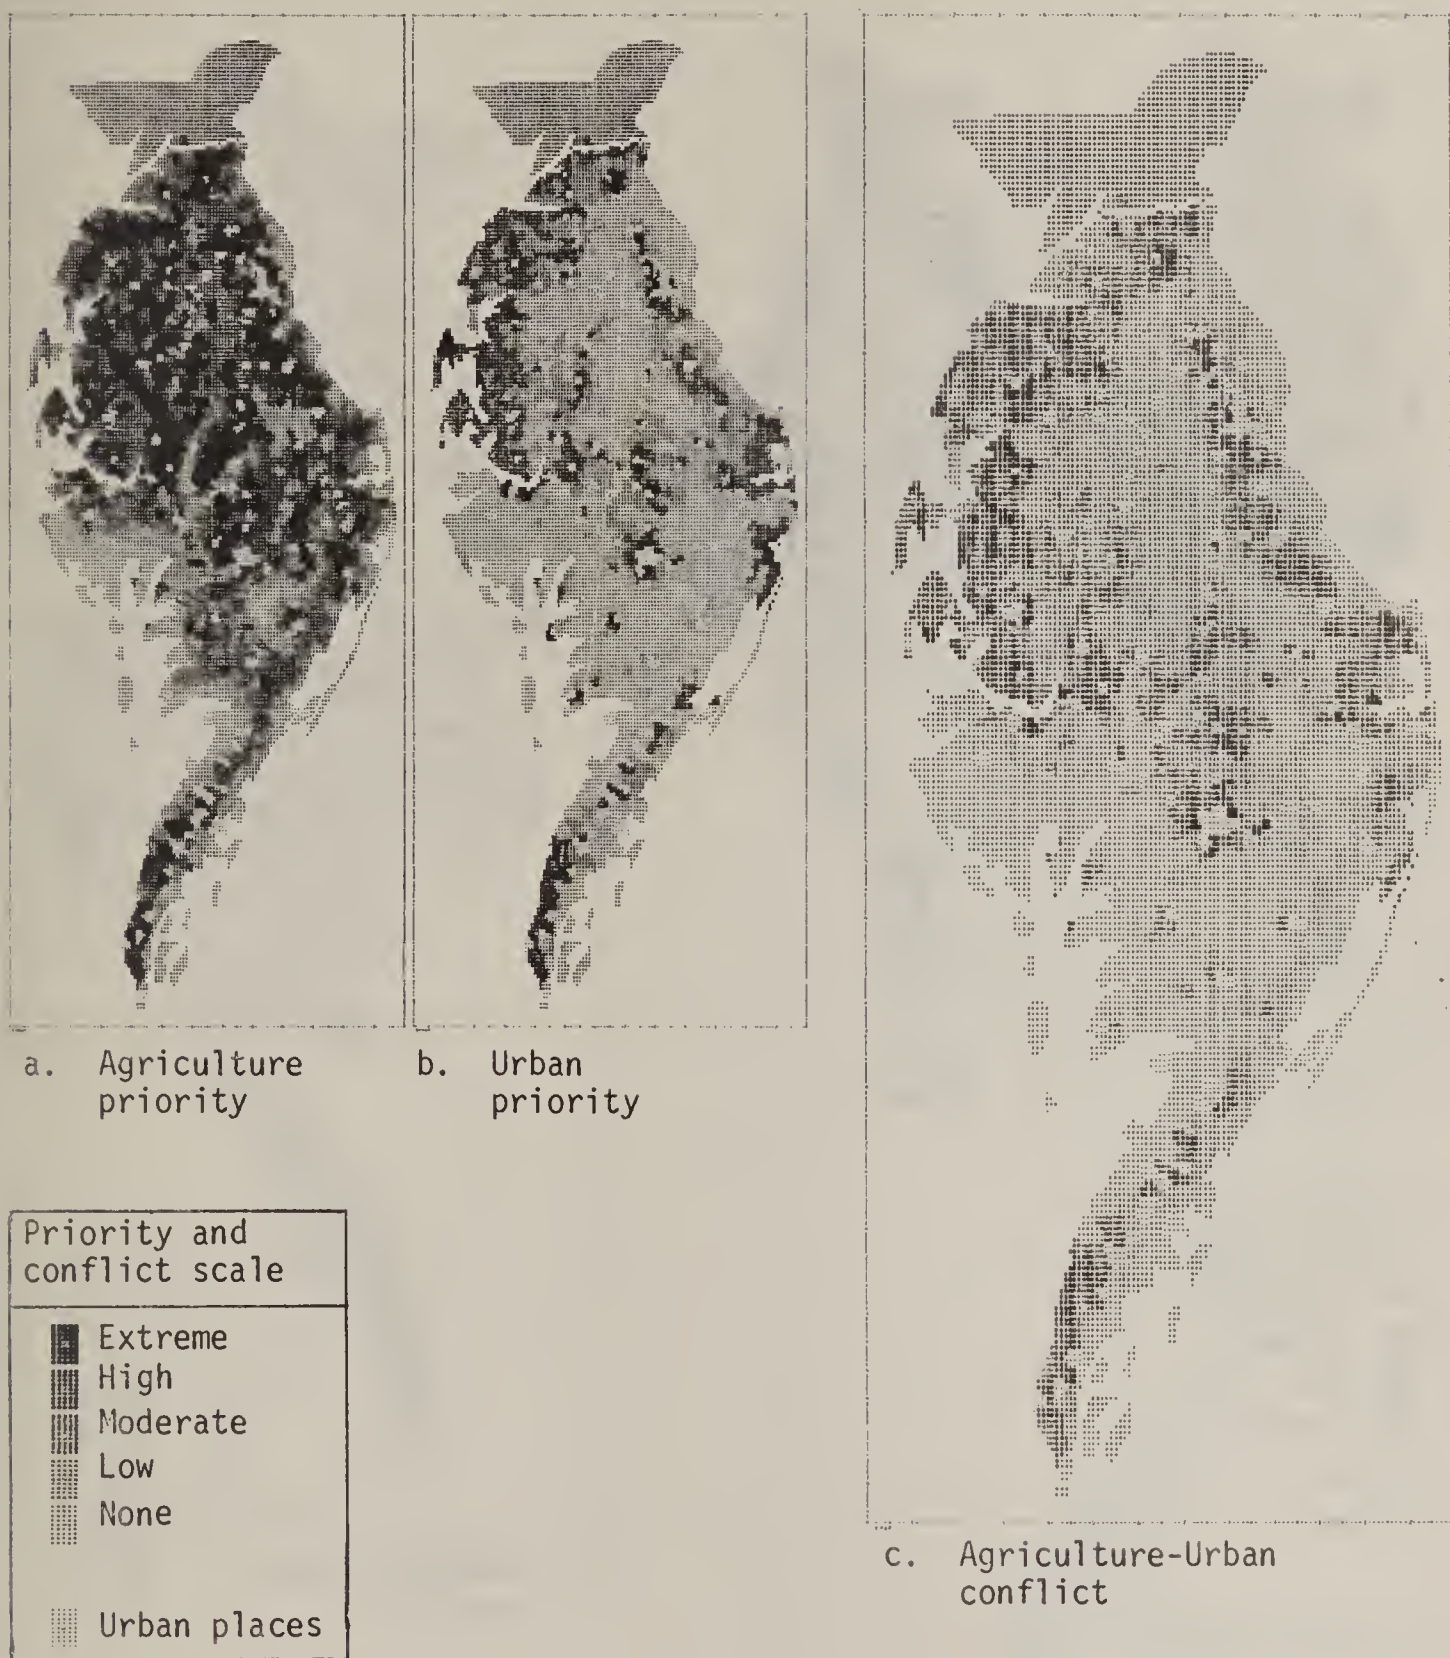 a. Agriculture
priority
b. Urban
priority
c. Agriculture-Urban
conflict
Priority and
conflict scale
Extreme
High
Moderate
Low
None
Urban places